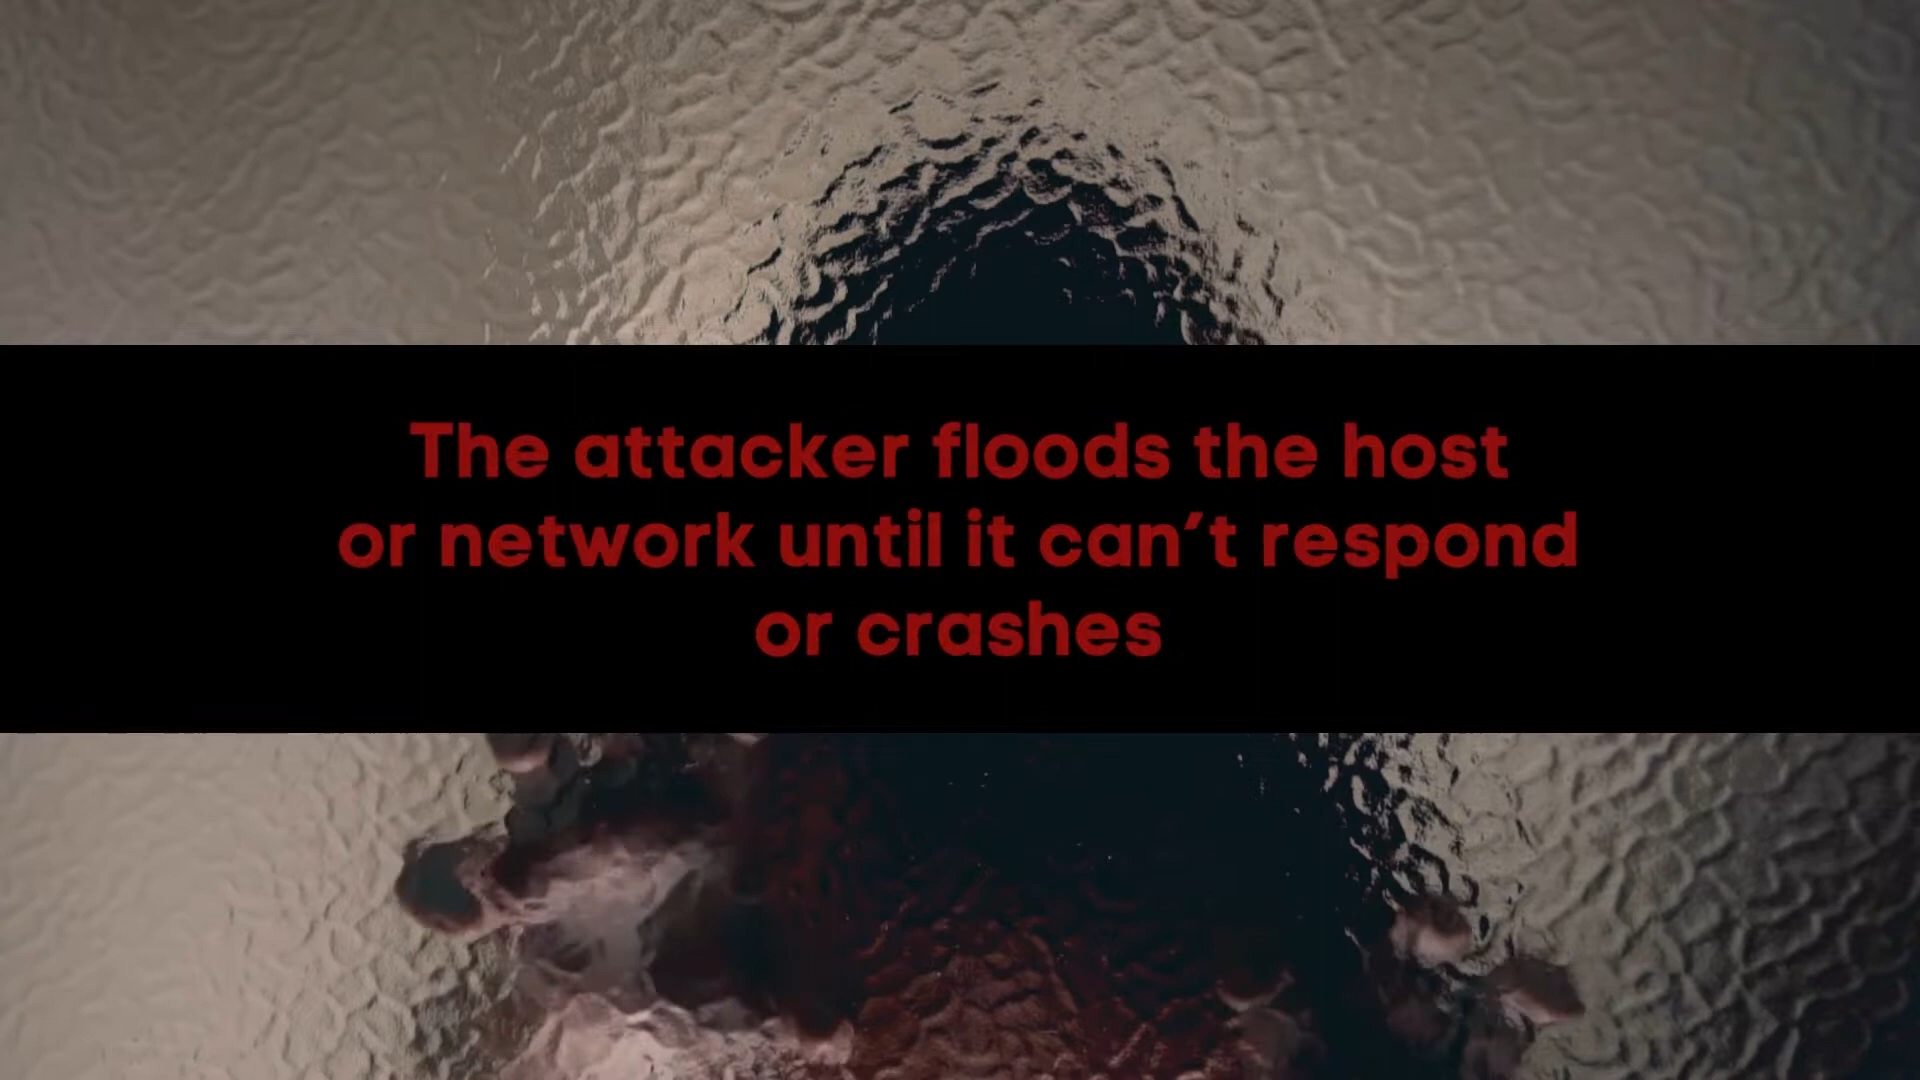 The attacker floods the host
or network until it can’t respond
or crashes